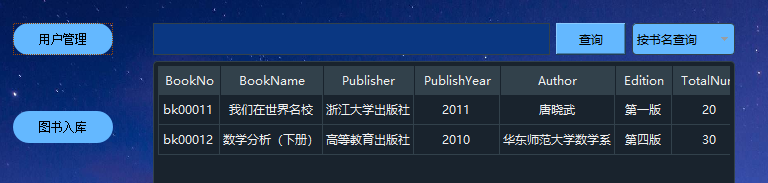 用户管理 查询 按书名查询
BookNo BookName Publisher PublishYear Author Edition TotalNum
bk00011 我们在世界名校 浙江大学出版社 2011 唐晓武 第一版 20
图书入库
bk00012 数学分析（下册） 高等教育出版社 2010 华东师范大学数学系 第四版 30